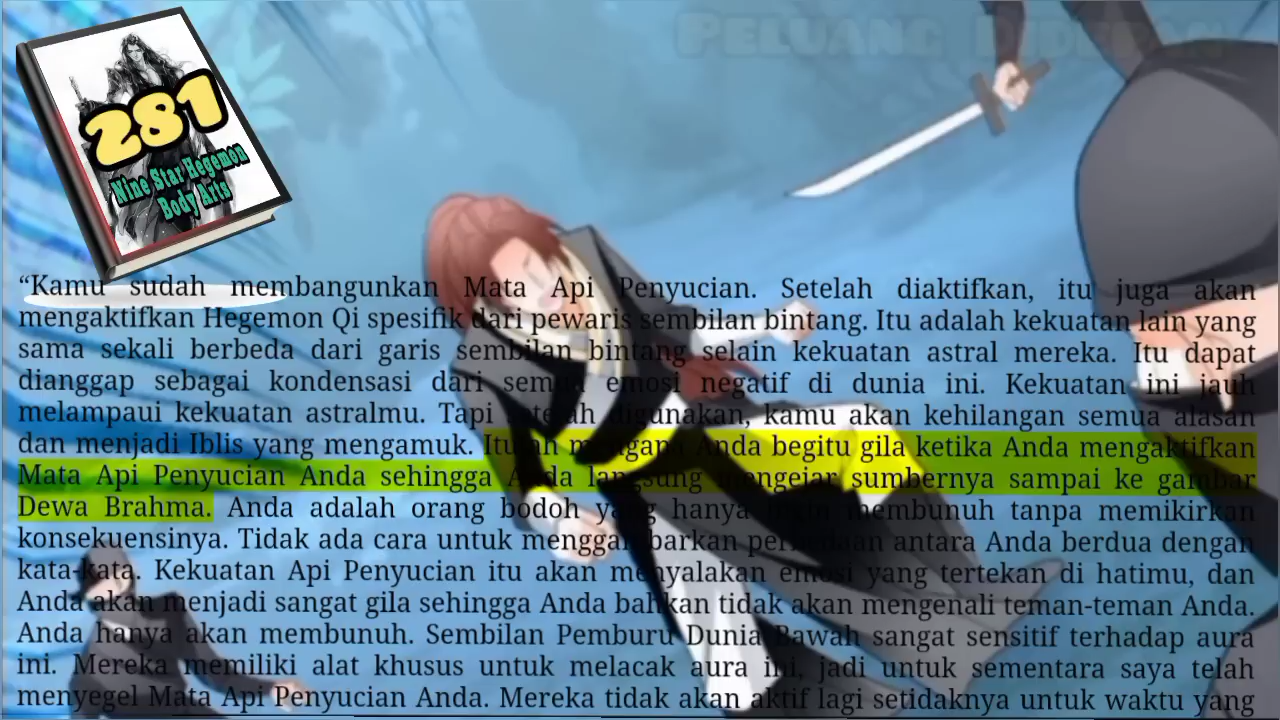 PELUANG
281
Nine Star Hegemon
Body Arts
“Kamu sudah membangunkan Mata Api Penyucian. Setelah diaktifkan, itu juga akan
mengaktifkan Hegemon Qi spesifik dari pewaris sembilan bintang. Itu adalah kekuatan lain yang
sama sekali berbeda dari garis sembilan bintang selain kekuatan astral mereka. Itu dapat
dianggap sebagai kondensasi dari semua emosi negatif di dunia ini. Kekuatan ini jauh
melampaui kekuatan astralmu. Tapi setelah digunakan, kamu akan kehilangan semua alasan
dan menjadi Iblis yang mengamuk. Itulah mengapa Anda begitu gila ketika Anda mengaktifkan
Mata Api Penyucian Anda sehingga Anda langsung mengejar sumbernya sampai ke gambar
Dewa Brahma. Anda adalah orang bodoh yang hanya ingin membunuh tanpa memikirkan
konsekuensinya. Tidak ada cara untuk menggambarkan perbedaan antara Anda berdua dengan
kata-kata. Kekuatan Api Penyucian itu akan menyalakan emosi yang tertekan di hatimu, dan
Anda akan menjadi sangat gila sehingga Anda bahkan tidak akan mengenali teman-teman Anda.
Anda hanya akan membunuh. Sembilan Pemburu Dunia Bawah sangat sensitif terhadap aura
ini. Mereka memiliki alat khusus untuk melacak aura ini, jadi untuk sementara saya telah
menyegel Mata Api Penyucian Anda. Mereka tidak akan aktif lagi setidaknya untuk waktu yang